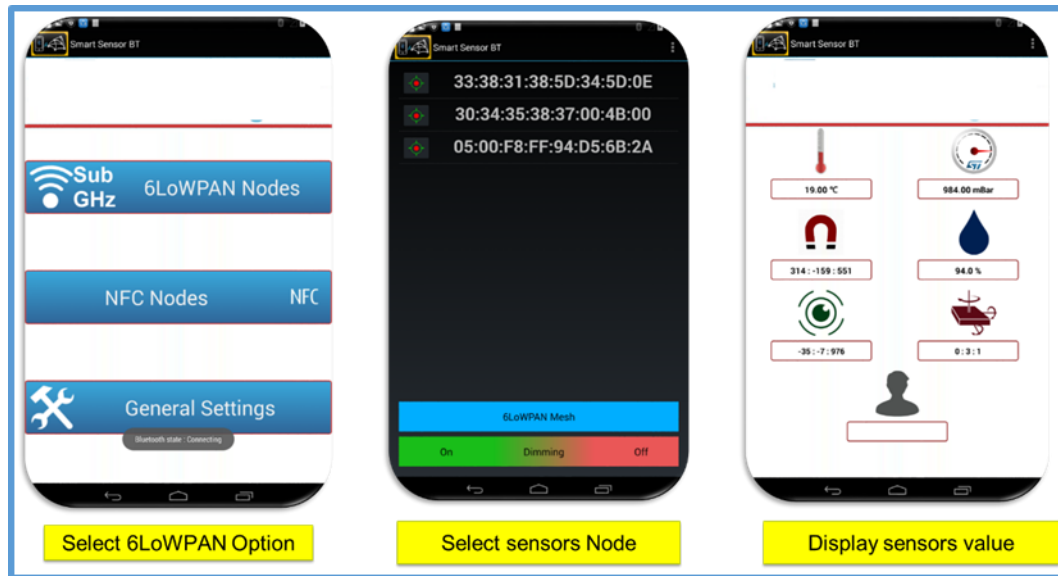 Smart Sensor BT
Sub
GHz
6LoWPAN Nodes
NFC Nodes
NFC
General Settings
Bluetooth state : Connecting
Select 6LoWPAN Option
Smart Sensor BT
33:38:31:38:5D:34:5D:0E
30:34:35:38:37:00:4B:00
05:00:F8:FF:94:D5:6B:2A
6LoWPAN Mesh
On
Dimming
Off
Select sensors Node
Smart Sensor BT
19.00 °C
984.00 mBar
314 : -159 : 551
94.0 %
-35 : -7 : 976
0 : 3 : 1
Display sensors value